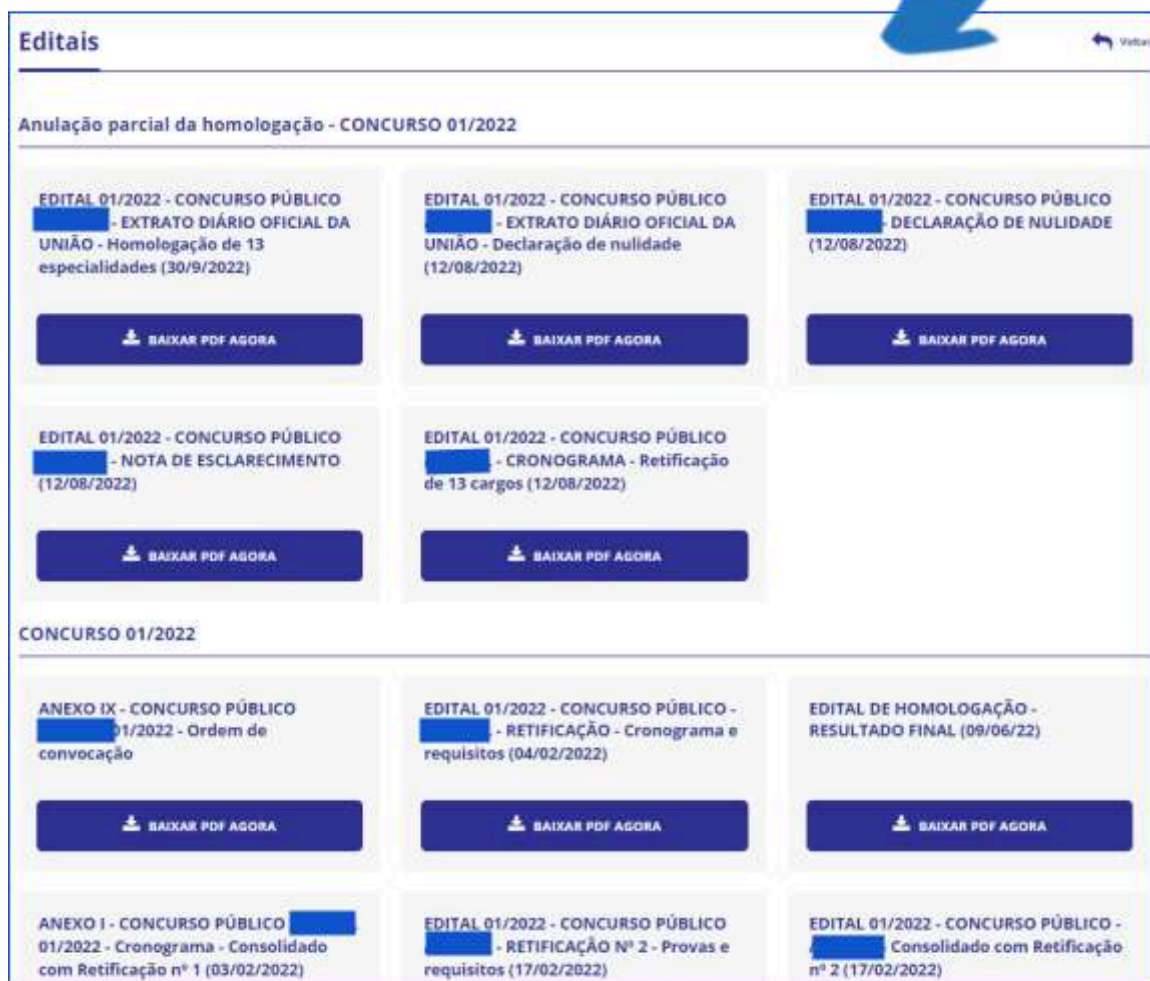 Editais
Voltar
Anulação parcial da homologação - CONCURSO 01/2022
EDITAL 01/2022 - CONCURSO PÚBLICO
- EXTRATO DIÁRIO OFICIAL DA
UNIÃO - Homologação de 13
especialidades (30/9/2022)
BAIXAR PDF AGORA
EDITAL 01/2022 - CONCURSO PÚBLICO
- EXTRATO DIÁRIO OFICIAL DA
UNIÃO - Declaração de nulidade
(12/08/2022)
BAIXAR PDF AGORA
EDITAL 01/2022 - CONCURSO PÚBLICO
- DECLARAÇÃO DE NULIDADE
(12/08/2022)
BAIXAR PDF AGORA
EDITAL 01/2022 - CONCURSO PÚBLICO
- NOTA DE ESCLARECIMENTO
(12/08/2022)
BAIXAR PDF AGORA
EDITAL 01/2022 - CONCURSO PÚBLICO
- CRONOGRAMA - Retificação
de 13 cargos (12/08/2022)
BAIXAR PDF AGORA
CONCURSO 01/2022
ANEXO IX - CONCURSO PÚBLICO
01/2022 - Ordem de
convocação
BAIXAR PDF AGORA
EDITAL 01/2022 - CONCURSO PÚBLICO -
- RETIFICAÇÃO - Cronograma e
requisitos (04/02/2022)
BAIXAR PDF AGORA
EDITAL DE HOMOLOGAÇÃO -
RESULTADO FINAL (09/06/22)
BAIXAR PDF AGORA
ANEXO I - CONCURSO PÚBLICO
01/2022 - Cronograma - Consolidado
com Retificação nº 1 (03/02/2022)
EDITAL 01/2022 - CONCURSO PÚBLICO
- RETIFICAÇÃO Nº 2 - Provas e
requisitos (17/02/2022)
EDITAL 01/2022 - CONCURSO PÚBLICO -
Consolidado com Retificação
nº 2 (17/02/2022)